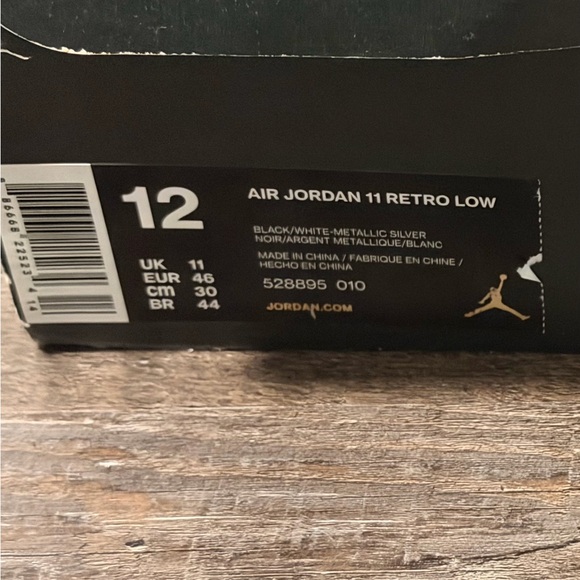 12
AIR JORDAN 11 RETRO LOW
BLACK/WHITE-METALLIC SILVER
NOIR/ARGENT METALLIQUE/BLANC
MADE IN CHINA / FABRIQUE EN CHINE /
HECHO EN CHINA
528895 010
JORDAN.COM
UK 11
EUR 46
cm 30
BR 44